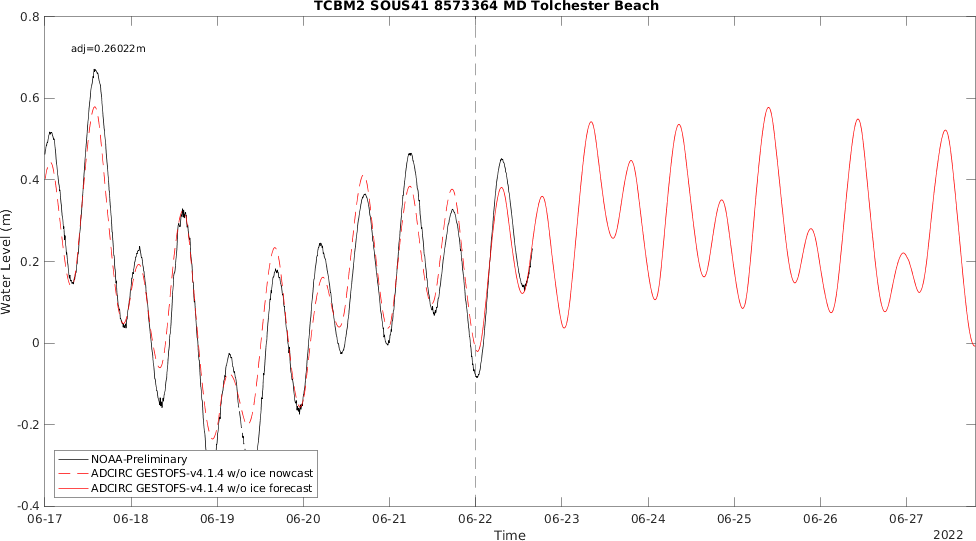 TCBM2 SOUS41 8573364 MD Tolchester Beach
adj=0.26022m
Water Level (m)
0.8
0.6
0.4
0.2
0
-0.2
-0.4
NOAA-Preliminary
ADCIRC GESTOFS-v4.1.4 w/o ice nowcast
ADCIRC GESTOFS-v4.1.4 w/o ice forecast
06-17 06-18 06-19 06-20 06-21 06-22 06-23 06-24 06-25 06-26 06-27
Time
2022